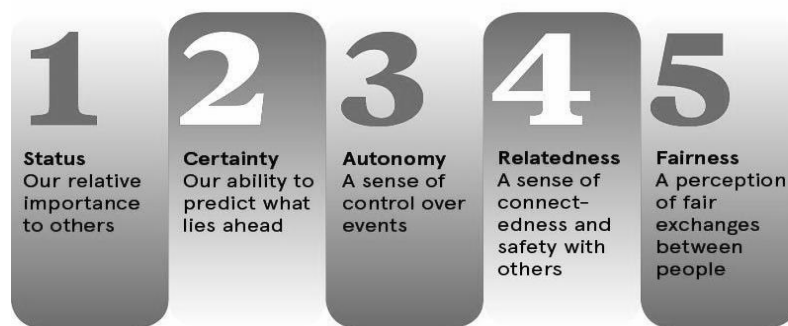 1
Status
Our relative
importance
to others
2
Certainty
Our ability to
predict what
lies ahead
3
Autonomy
A sense of
control over
events
4
Relatedness
A sense of
connect-
edness and
safety with
others
5
Fairness
A perception
of fair
exchanges
between
people